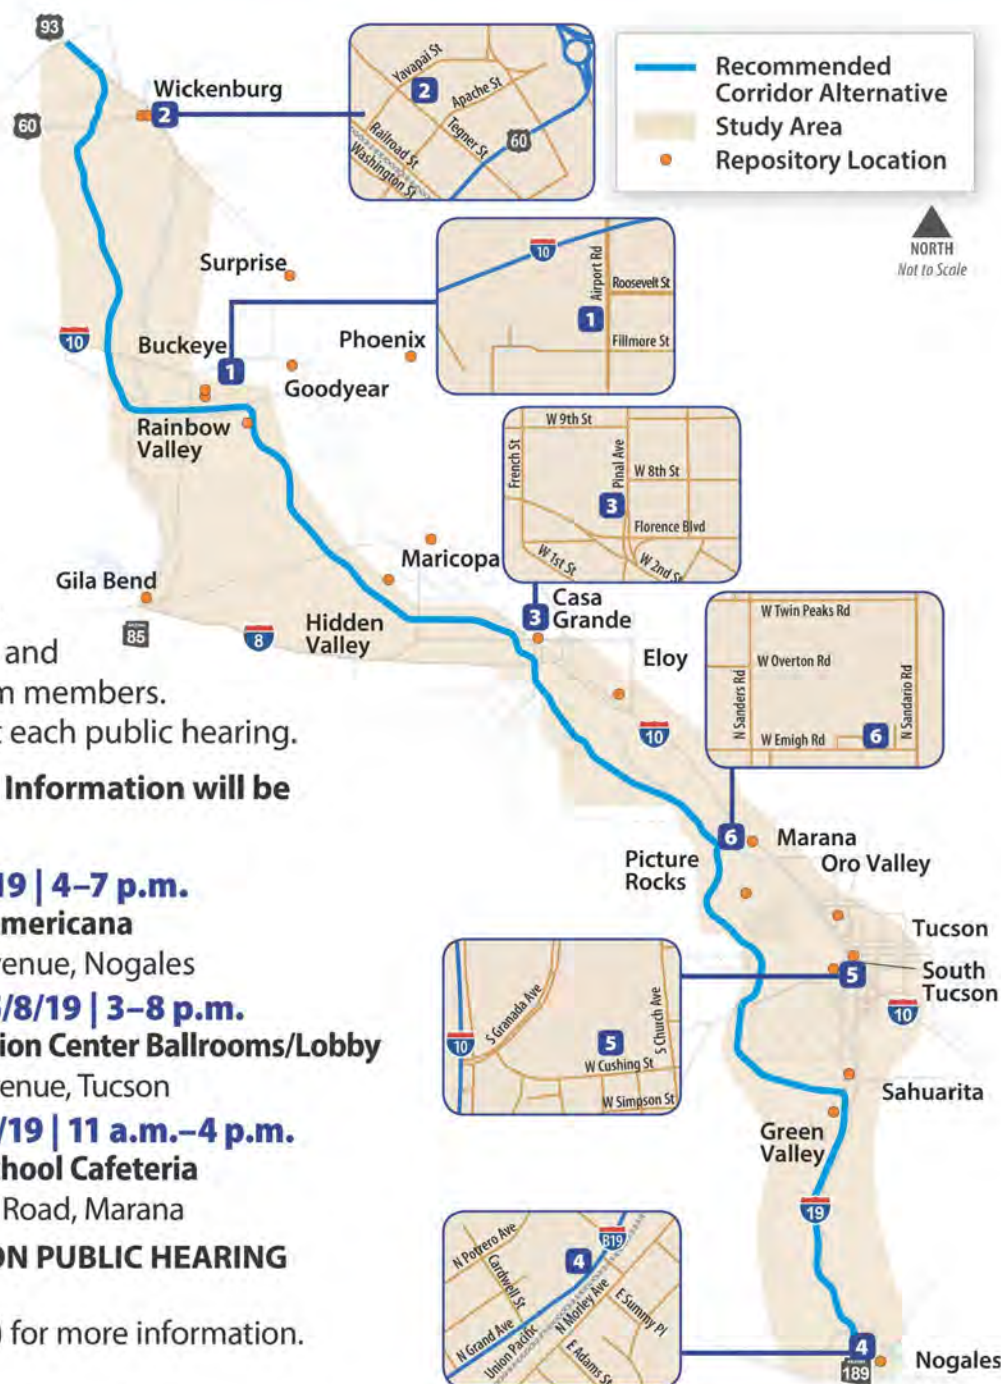 93
Wickenburg
2
60
Yavapai St
2
Apache St
Tegner St
60
Railroad St
Washington St
Recommended
Corridor Alternative
Study Area
Repository Location
NORTH
Not to Scale
Surprise
10
Airport Rd
Roosevelt St
1
Fillmore St
10
Buckeye
1
Phoenix
Goodyear
Rainbow
Valley
W 9th St
French St
Pinal Ave
W 8th St
3
Florence Blvd
W 1st St
W 2nd St
Maricopa
Gila Bend
85
8
Hidden
Valley
3
Casa
Grande
Eloy
10
W Twin Peaks Rd
W Overton Rd
N Sanders Rd
N Sandario Rd
W Emigh Rd
6
and
m members.
t each public hearing.
Information will be
19 | 4–7 p.m.
mericana
venue, Nogales
/8/19 | 3–8 p.m.
ion Center Ballrooms/Lobby
venue, Tucson
/19 | 11 a.m.–4 p.m.
hool Cafeteria
Road, Marana
ON PUBLIC HEARING
) for more information.
6
Marana
Oro Valley
Picture
Rocks
Tucson
South
Tucson
5
10
S Granada Ave
S Church Ave
10
5
W Cushing St
W Simpson St
Sahuarita
Green
Valley
19
N Potrero Ave
Cardwell St
4
B19
N Grand Ave
Union Pacific
N Morley Ave
E Summy Pl
E Adams St
4
189
Nogales